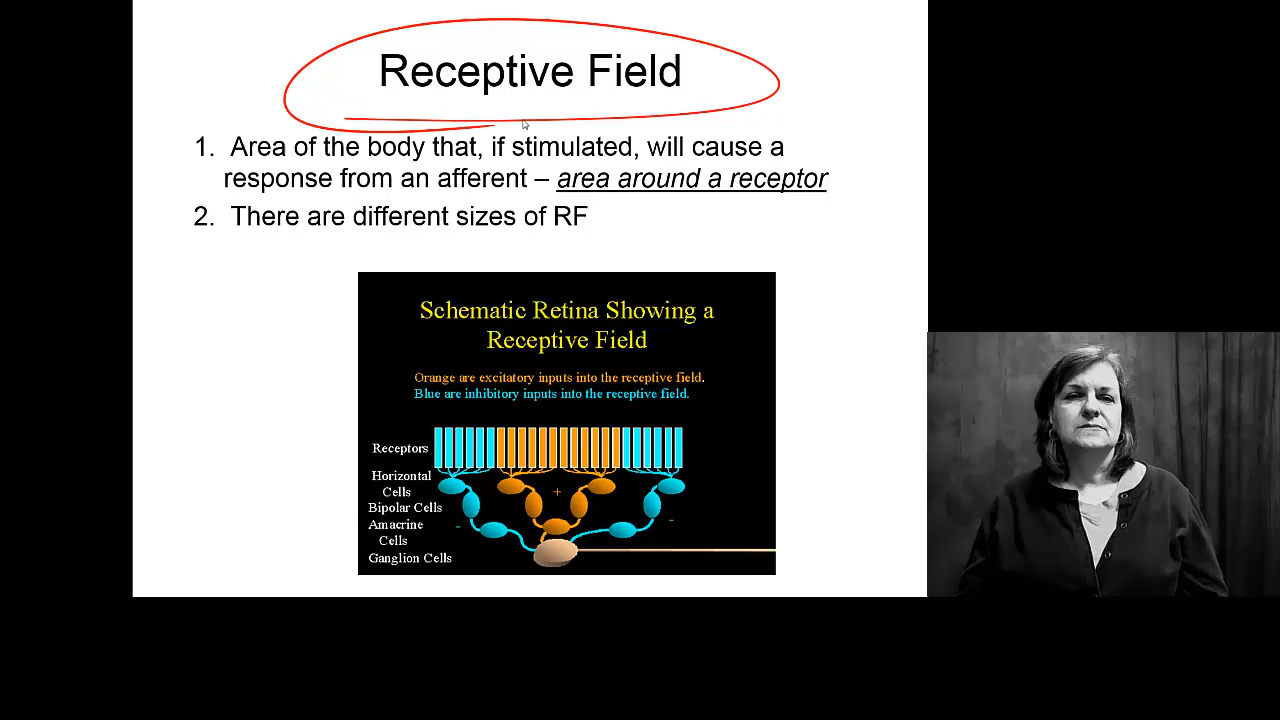 Receptive Field
1. Area of the body that, if stimulated, will cause a
response from an afferent – area around a receptor
2. There are different sizes of RF
Schematic Retina Showing a
Receptive Field
Orange are excitatory inputs into the receptive field.
Blue are inhibitory inputs into the receptive field.
Receptors
Horizontal
Cells
+
Bipolar Cells
Amacrine
- -
Cells
Ganglion Cells